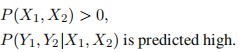 P(X₁, X₂) > 0,
P(Y₁, Y₂|X₁, X₂) is predicted high.